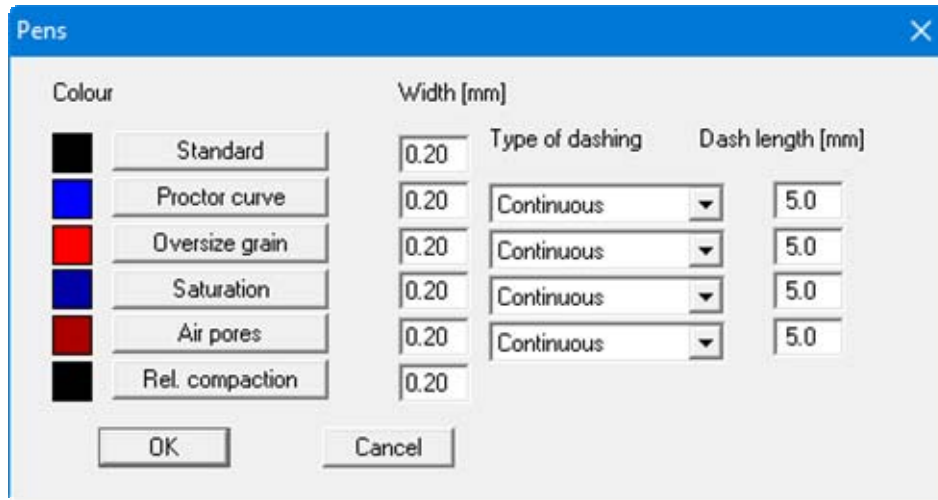 Pens
Colour Width [mm]
Type of dashing Dash length [mm]
Standard 0.20
Proctor curve 0.20 Continuous 5.0
Oversize grain 0.20 Continuous 5.0
Saturation 0.20 Continuous 5.0
Air pores 0.20 Continuous 5.0
Rel. compaction 0.20
OK Cancel